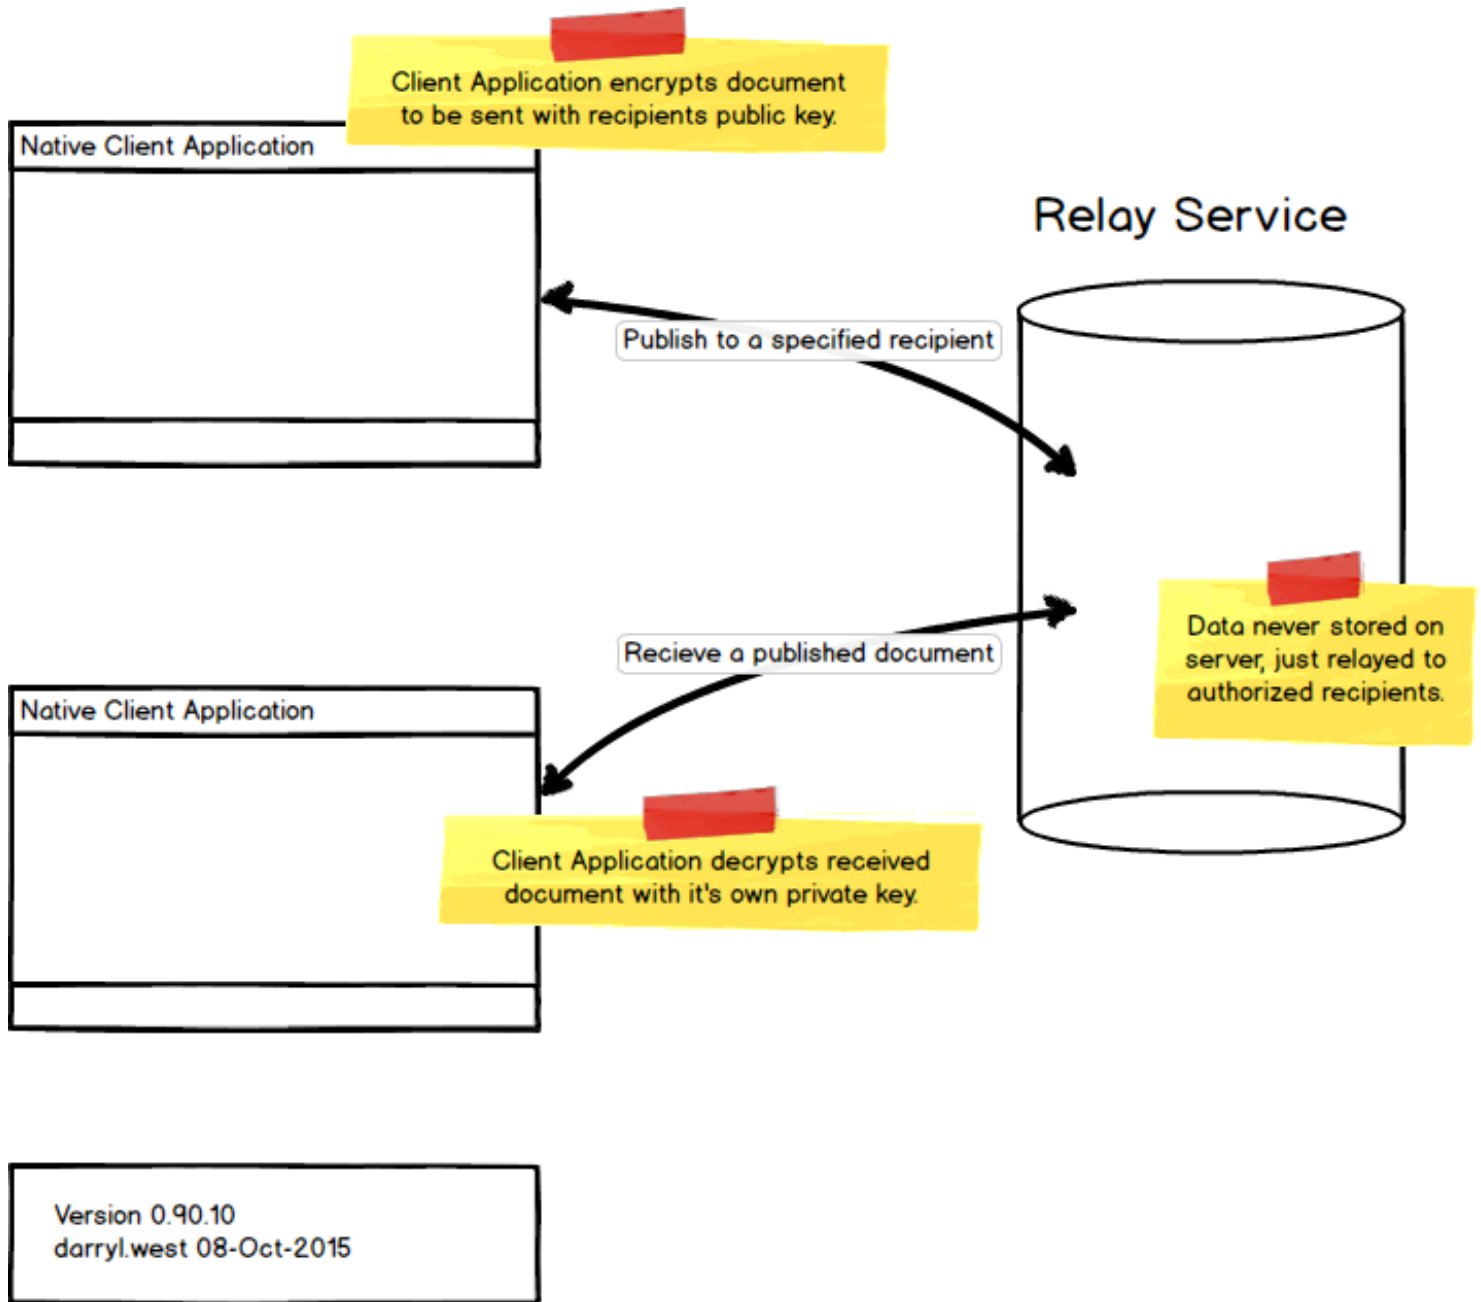 Client Application encrypts document
to be sent with recipients public key.
Native Client Application
Relay Service
Publish to a specified recipient
Data never stored on
server, just relayed to
authorized recipients.
Recieve a published document
Native Client Application
Client Application decrypts received
document with it's own private key.
Version 0.90.10
darryl.west 08-Oct-2015